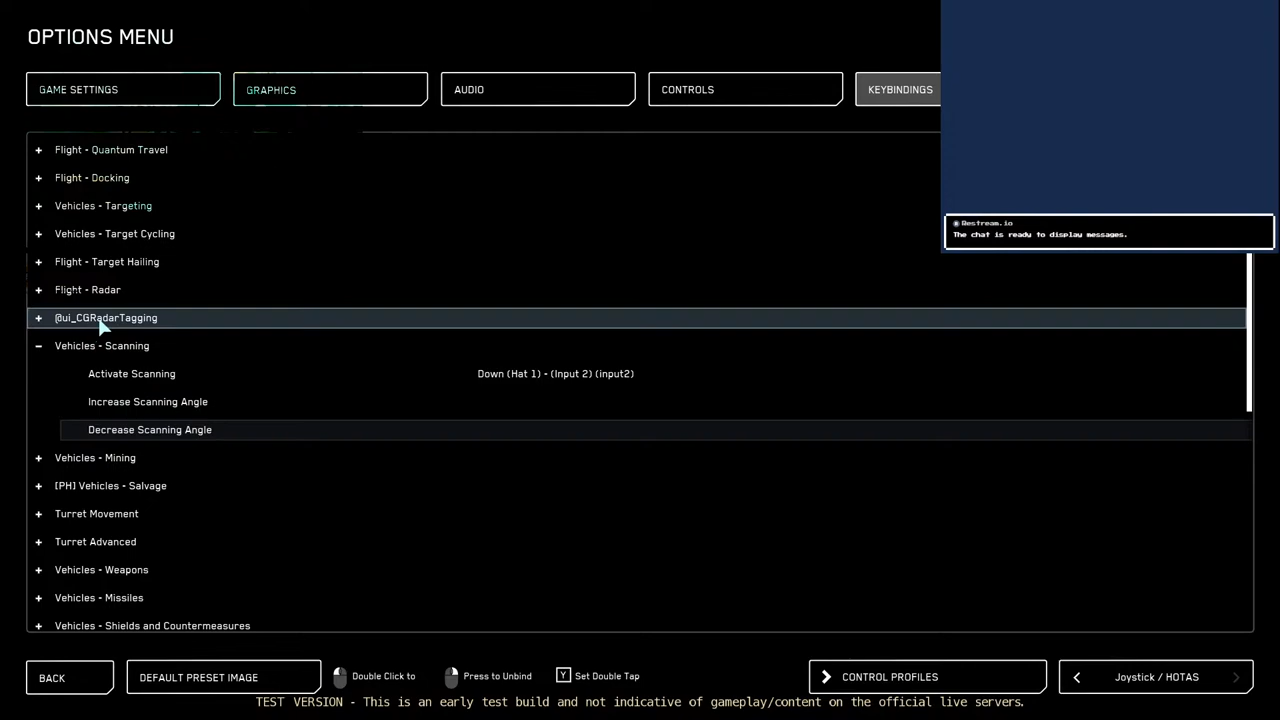 OPTIONS MENU
GAME SETTINGS
GRAPHICS
AUDIO
CONTROLS
KEYBINDINGS
Restream.io
The chat is ready to display messages.
+ Flight - Quantum Travel
+ Flight - Docking
+ Vehicles - Targeting
+ Vehicles - Target Cycling
+ Flight - Target Hailing
+ Flight - Radar
+ @ui_CGRadarTagging
- Vehicles - Scanning
Activate Scanning Down (Hat 1) - (Input 2) (input2)
Increase Scanning Angle
Decrease Scanning Angle
+ Vehicles - Mining
+ [PH] Vehicles - Salvage
+ Turret Movement
+ Turret Advanced
+ Vehicles - Weapons
+ Vehicles - Missiles
+ Vehicles - Shields and Countermeasures
BACK
DEFAULT PRESET IMAGE
Double Click to
Press to Unbind
Y Set Double Tap
CONTROL PROFILES
Joystick / HOTAS
TEST VERSION - This is an early test build and not indicative of gameplay/content on the official live servers.